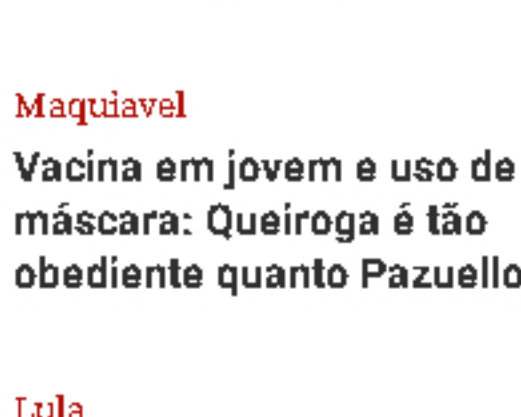 Maquiavel
Vacina em jovem e uso de
máscara: Queiroga é tão
obediente quanto Pazuello
Lula